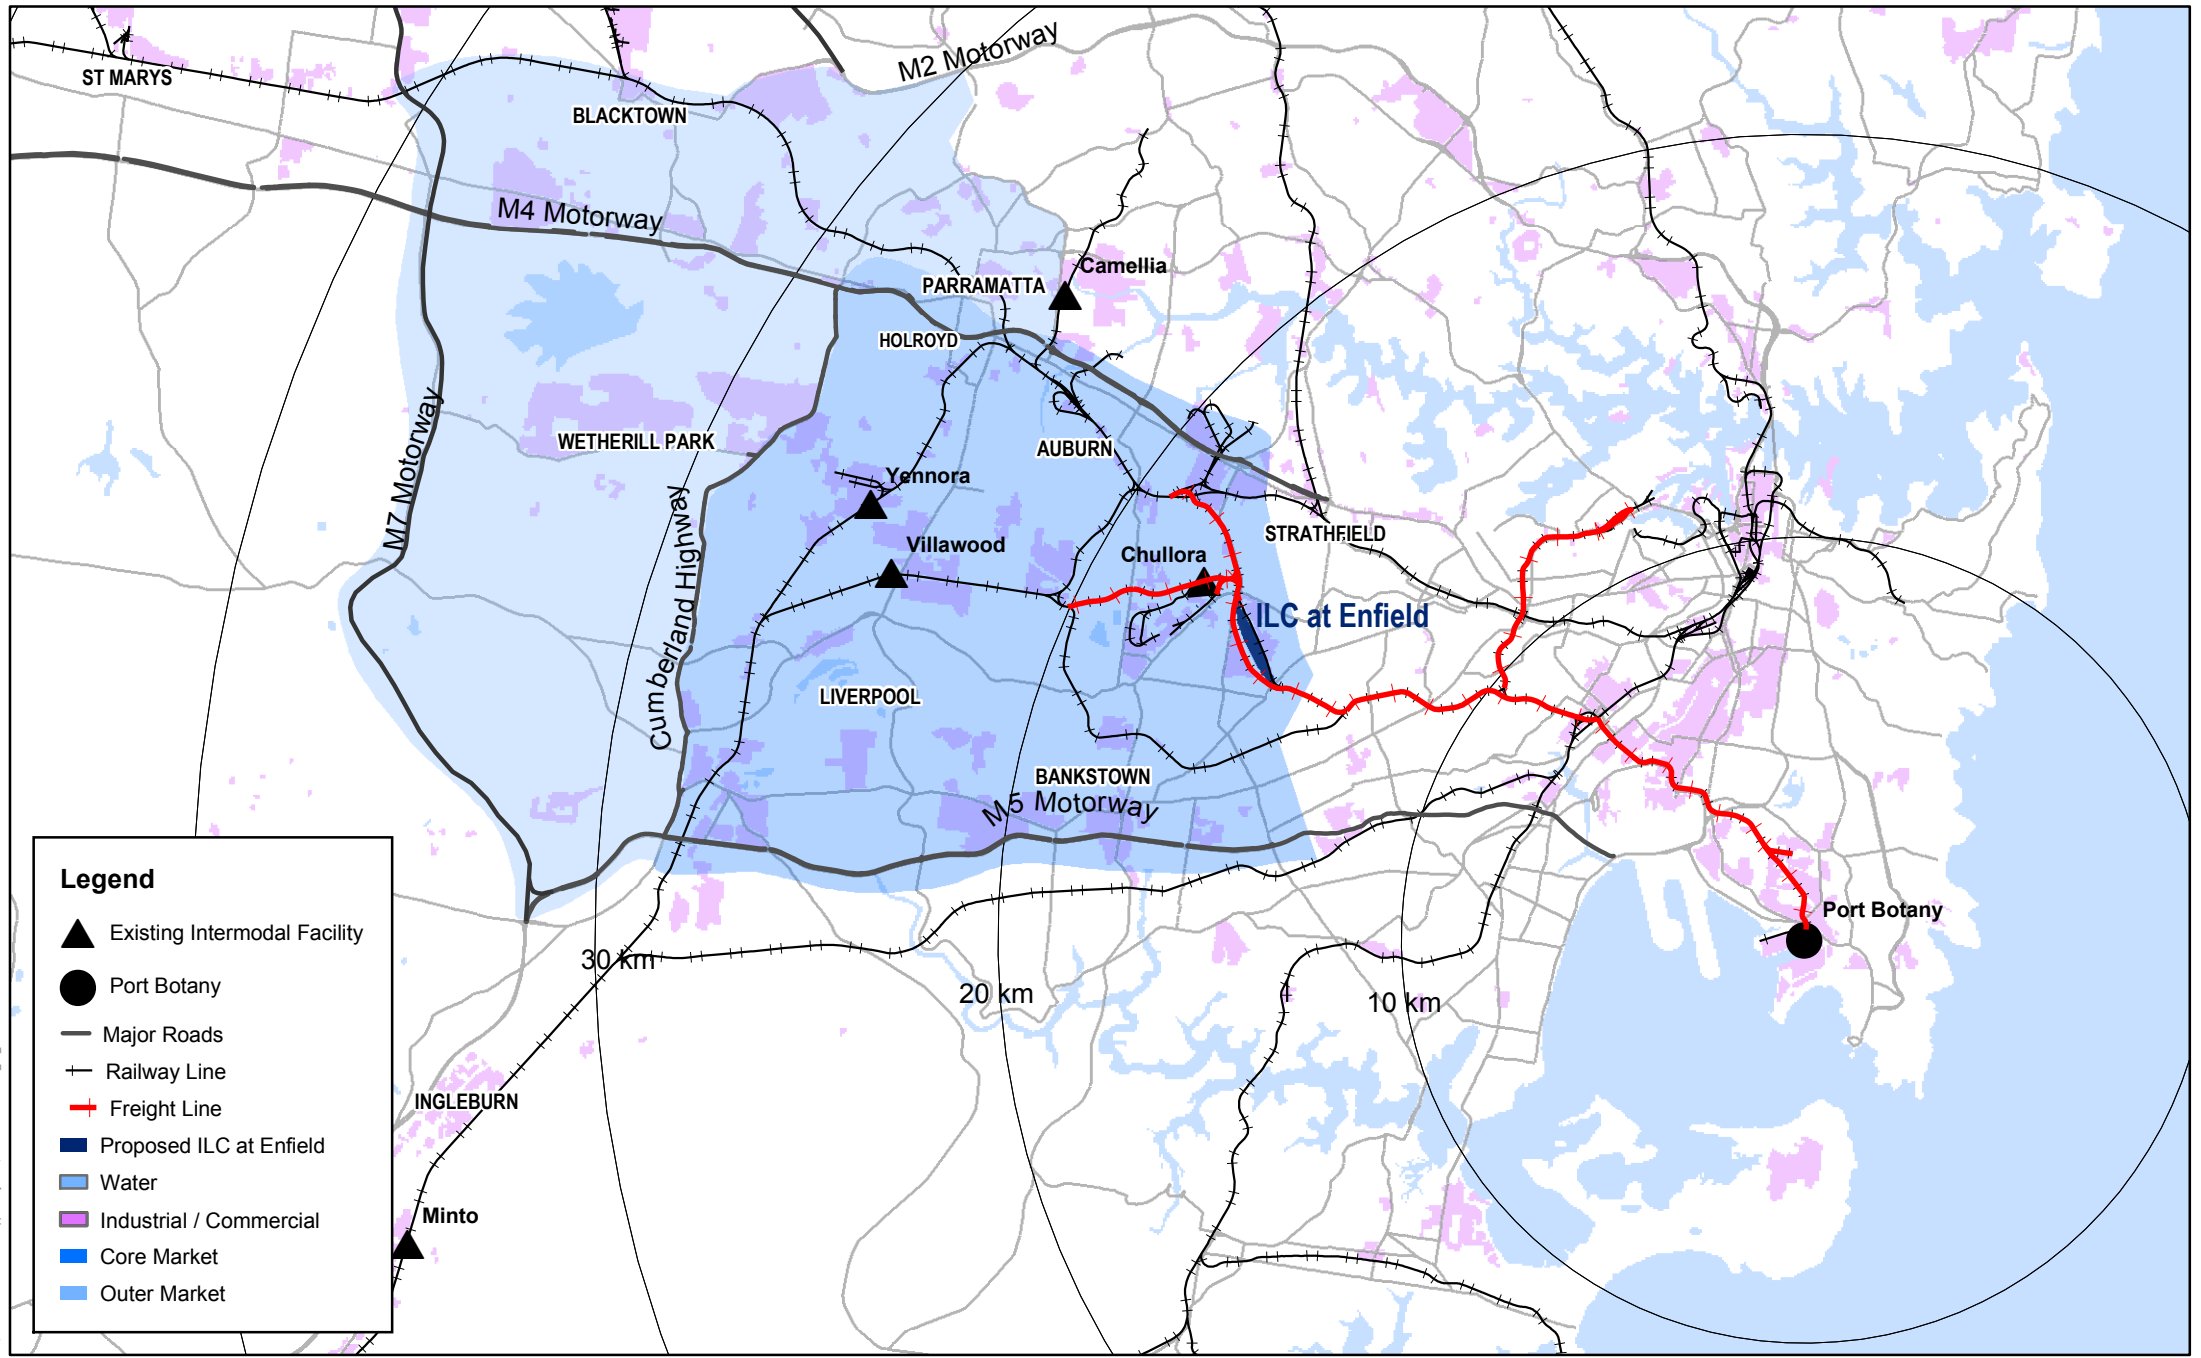 M2 Motorway
ST MARYS
BLACKTOWN
M4 Motorway
Camellia
PARRAMATTA
HOLROYD
M7 Motorway
WETHERILL PARK
AUBURN
Yennora
Cumberland Highway
STRATHFIELD
Villawood
Chullora
ILC at Enfield
LIVERPOOL
BANKSTOWN
M5 Motorway
Port Botany
30 km
20 km
10 km
INGLEBURN
Minto
Legend
Existing Intermodal Facility
Port Botany
Major Roads
Railway Line
Freight Line
Proposed ILC at Enfield
Water
Industrial / Commercial
Core Market
Outer Market